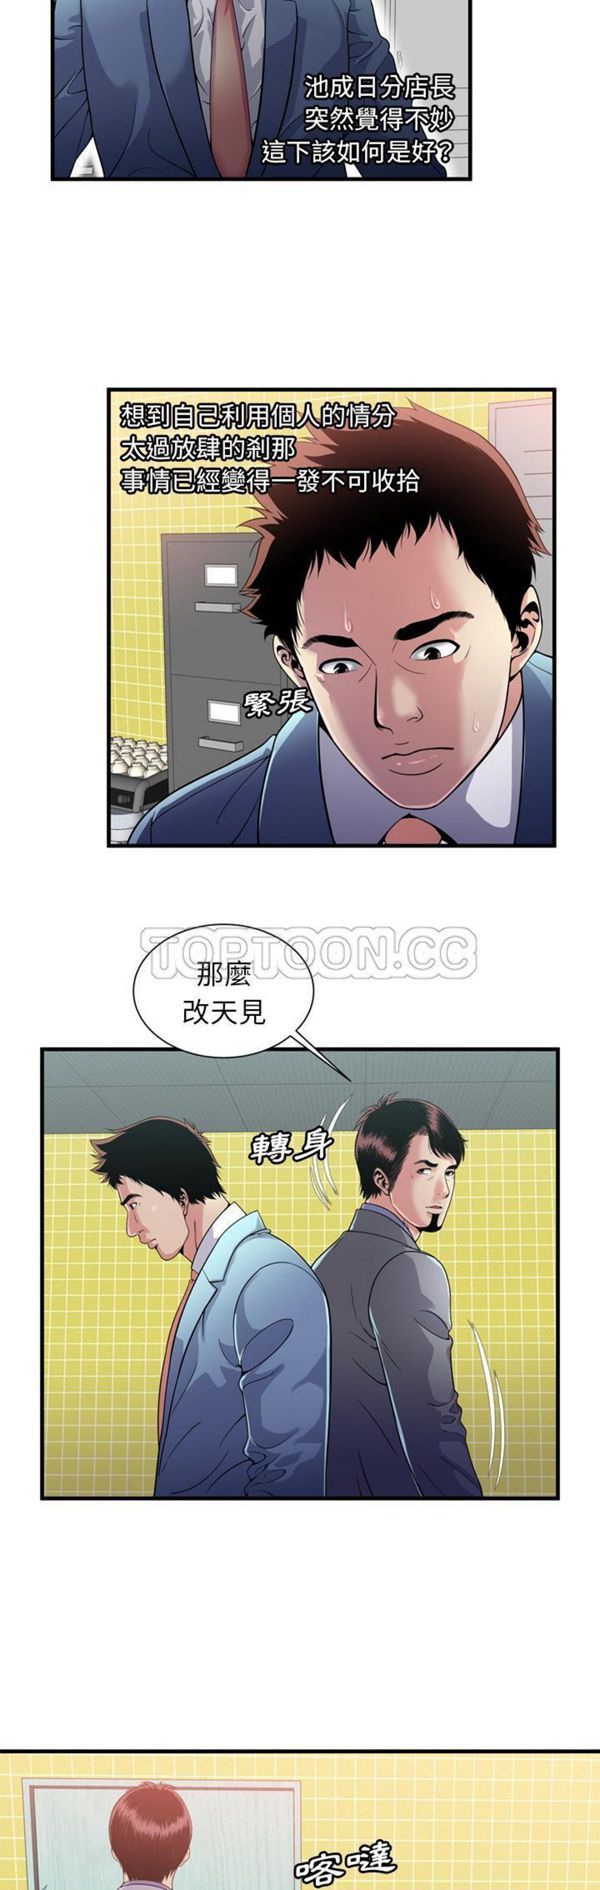 池成日分店長
突然覺得不妙
這下該如何是好？
想到自己利用個人的情分
太過放肆的剎那
事情已經變得一發不可收拾
緊張
TOPTOON.CC
那麼
改天見
轉身
喀噠